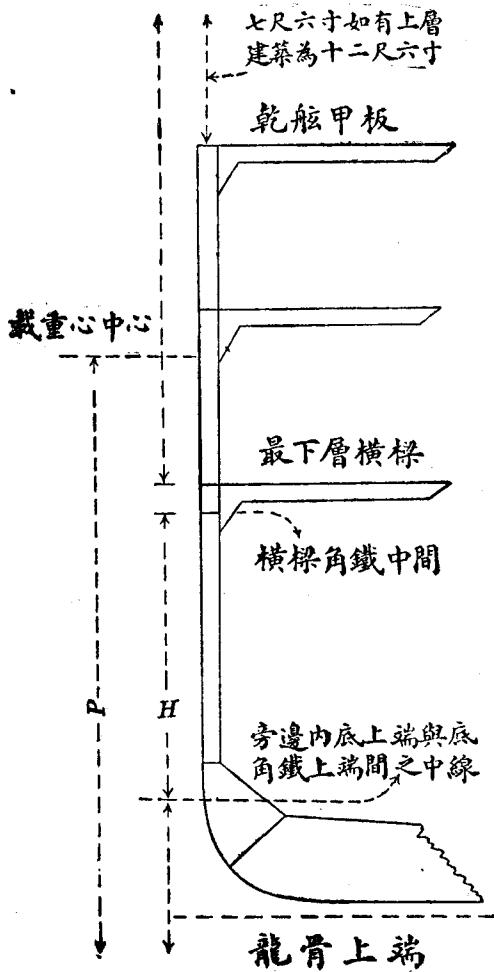 七尺六寸如有上層
建築為十二尺六寸
乾舷甲板
載重心中心
最下層橫樑
橫樑角鐵中間
P
H
旁邊內底上端與底
角鐵上端間之中線
龍骨上端